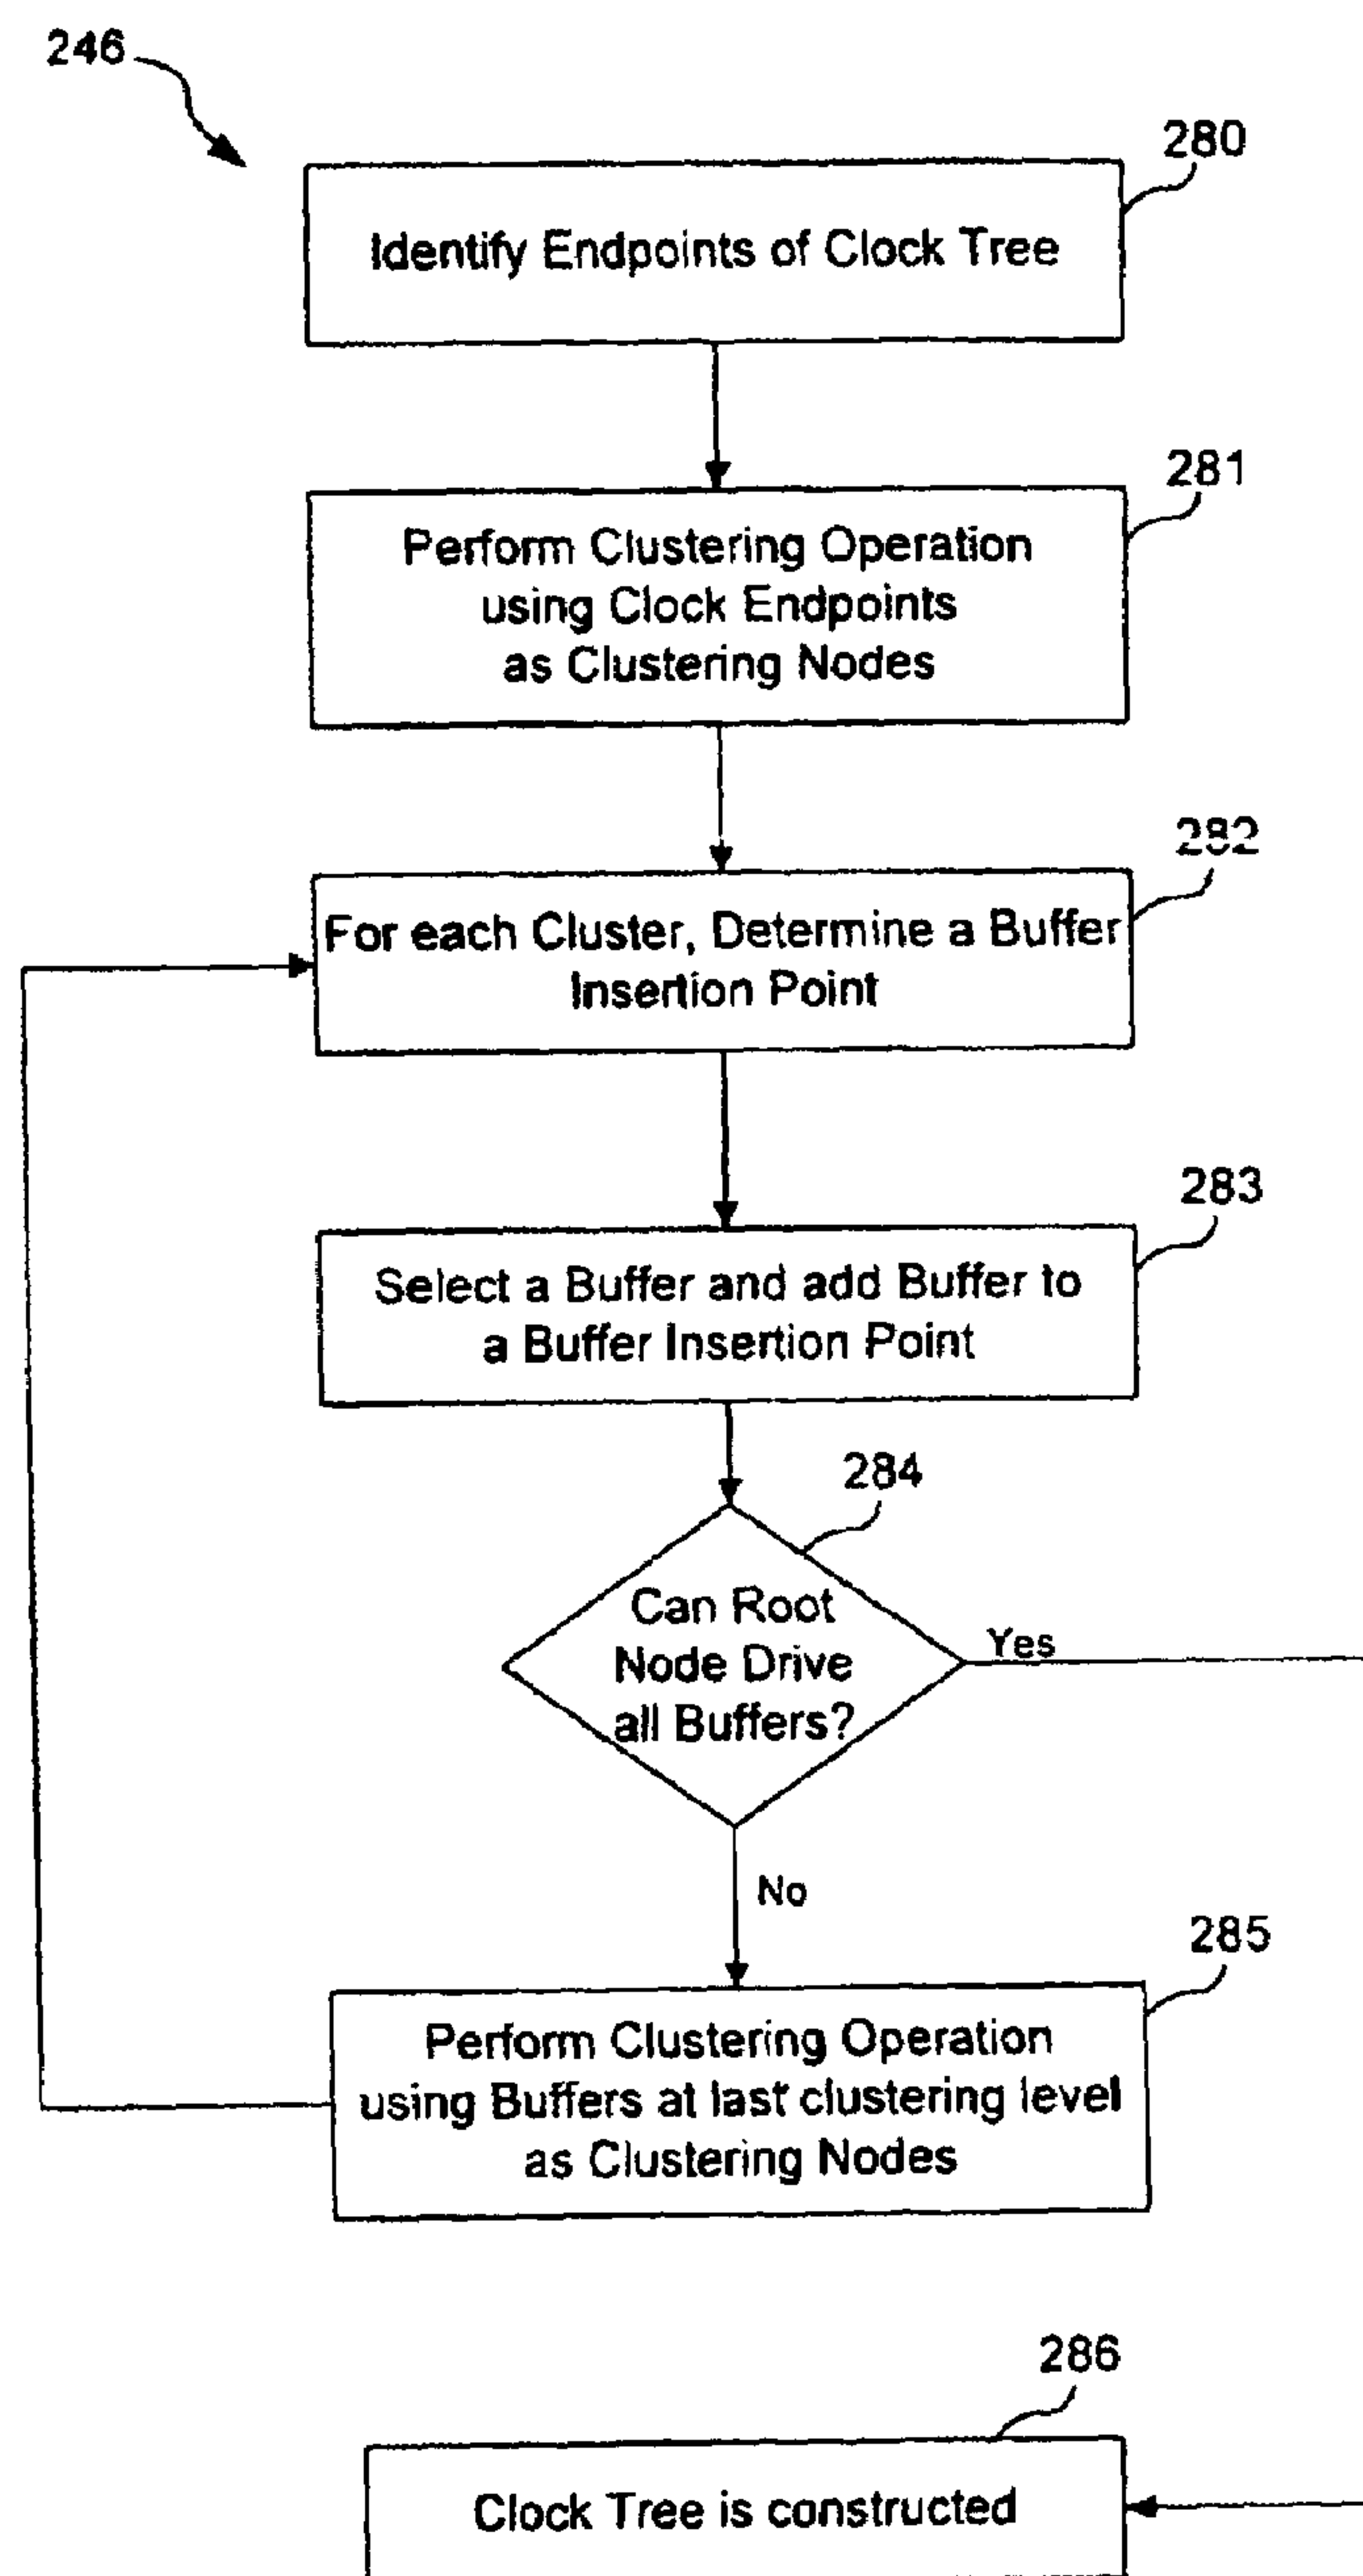 246
280
Identify Endpoints of Clock Tree
281
Perform Clustering Operation
using Clock Endpoints
as Clustering Nodes
282
For each Cluster, Determine a Buffer
Insertion Point
283
Select a Buffer and add Buffer to
a Buffer Insertion Point
284
Can Root
Node Drive
all Buffers?
Yes
No
285
Perform Clustering Operation
using Buffers at last clustering level
as Clustering Nodes
286
Clock Tree is constructed